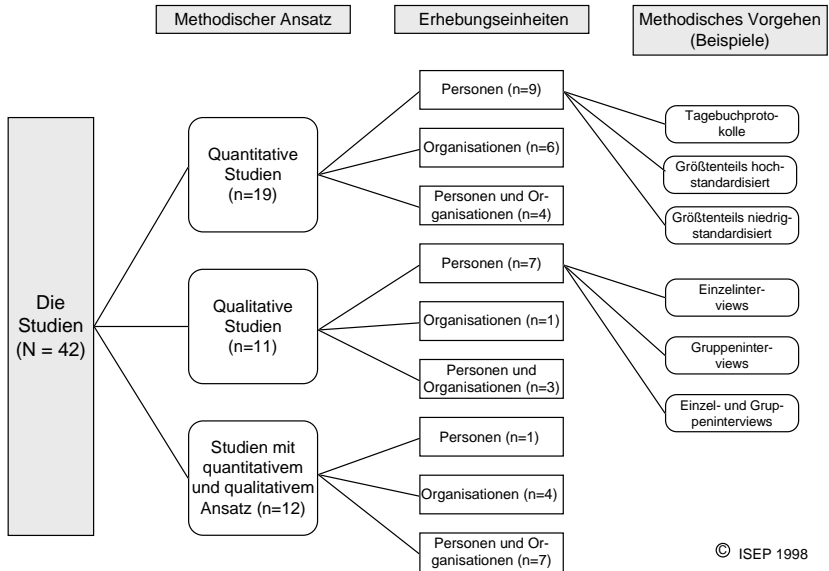 Methodischer Ansatz
Erhebungseinheiten
Methodisches Vorgehen
(Beispiele)
Die
Studien
(N = 42)
Quantitative
Studien
(n=19)
Personen (n=9)
Organisationen (n=6)
Personen und Or-
ganisationen (n=4)
Tagebuchproto-
kolle
Größtenteils hoch-
standardisiert
Größtenteils niedrig-
standardisiert
Qualitative
Studien
(n=11)
Personen (n=7)
Organisationen (n=1)
Personen und
Organisationen (n=3)
Einzelinter-
views
Gruppeninter-
views
Einzel- und Grup-
peninterviews
Studien mit
quantitativem
und qualitativem
Ansatz (n=12)
Personen (n=1)
Organisationen (n=4)
Personen und Or-
ganisationen (n=7)
© ISEP 1998